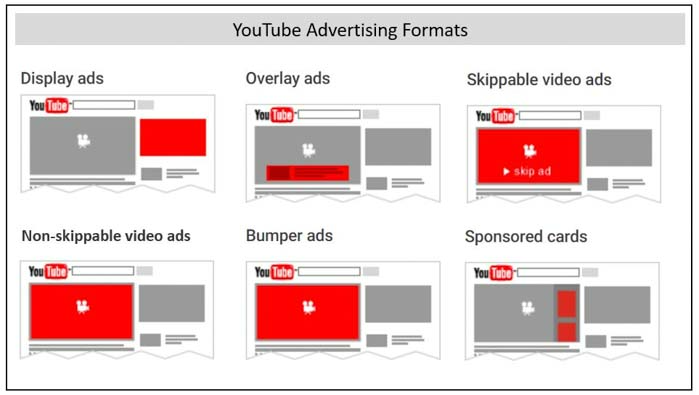 YouTube Advertising Formats
Display ads
Overlay ads
Skippable video ads
YouTube
YouTube
YouTube
skip ad
Non-skippable video ads
Bumper ads
Sponsored cards
YouTube
YouTube
YouTube